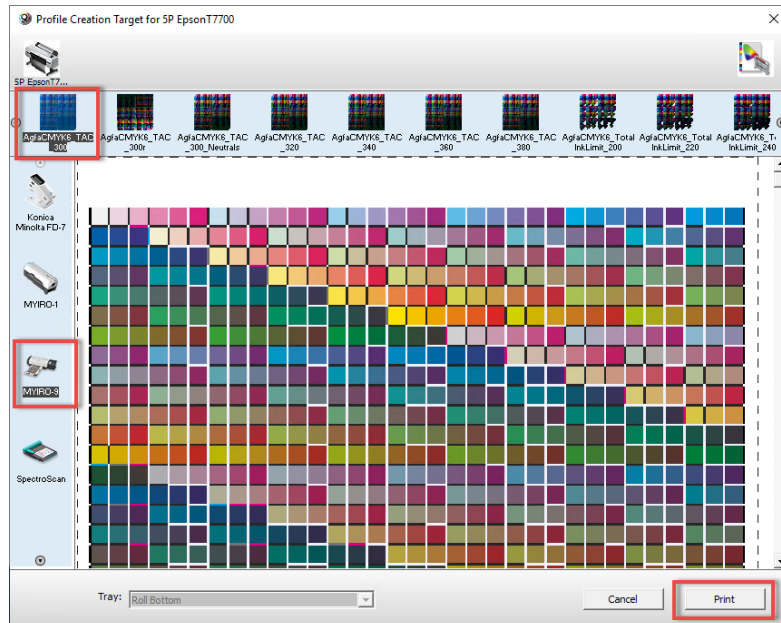 Profile Creation Target for 5P EpsonT7700
5P EpsonT7...
AgfaCMYK6_TAC
_300
AgfaCMYK6_TAC
_300r
AgfaCMYK6_TAC
_300_Neutrals
AgfaCMYK6_TAC
_320
AgfaCMYK6_TAC
_340
AgfaCMYK6_TAC
_360
AgfaCMYK6_TAC
_380
AgfaCMYK6_Total
InkLimit_200
AgfaCMYK6_Total
InkLimit_220
AgfaCMYK6_T
InkLimit_240
Konica
Minolta FD-7
MYIRO-1
MYIRO-9
SpectroScan
Tray:
Roll Bottom
Cancel
Print